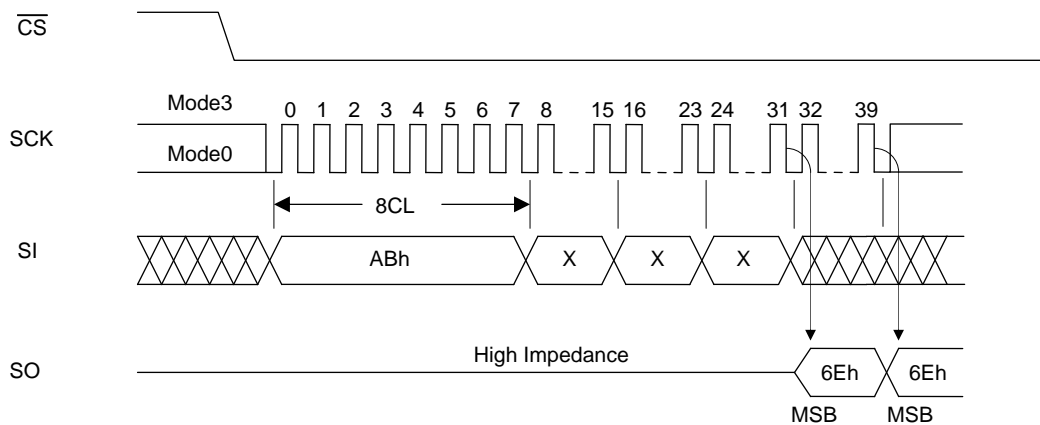 CS
Mode3
0 1 2 3 4 5 6 7 8 15 16 23 24 31 32 39
SCK
Mode0
8CL
SI
ABh X X X
High Impedance
SO
6Eh 6Eh
MSB MSB